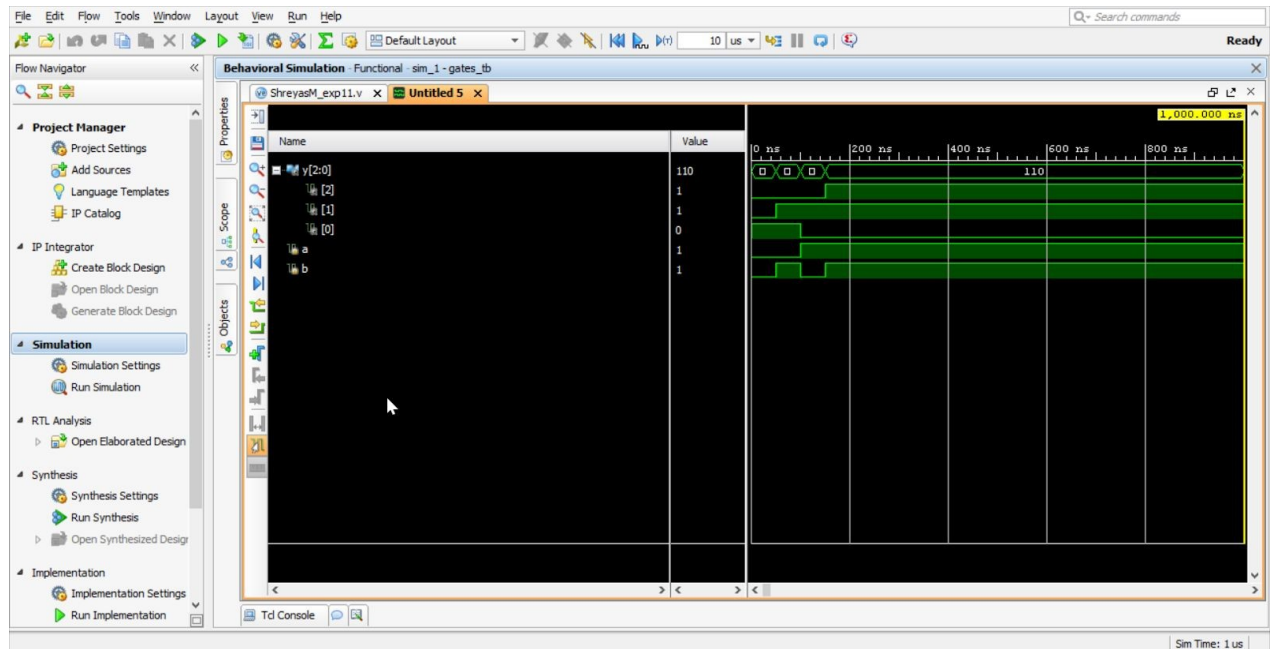 File Edit Flow Tools Window Layout View Run Help
Q- Search commands
Default Layout
10 us
Ready
Flow Navigator
Behavioral Simulation - Functional - sim_1 - gates_tb
ShreyasM_exp11.v
Untitled 5
Project Manager
Project Settings
Add Sources
Language Templates
IP Catalog
IP Integrator
Create Block Design
Open Block Design
Generate Block Design
Simulation
Simulation Settings
Run Simulation
RTL Analysis
Open Elaborated Design
Synthesis
Synthesis Settings
Run Synthesis
Open Synthesized Desigr
Implementation
Implementation Settings
Run Implementation
Properties
Scope
Objects
Name Value
y[2:0] 110
[2] 1
[1] 1
[0] 0
a 1
b 1
1,000.000 ns
0 ns 200 ns 400 ns 600 ns 800 ns
110
Tcl Console
Sim Time: 1 us